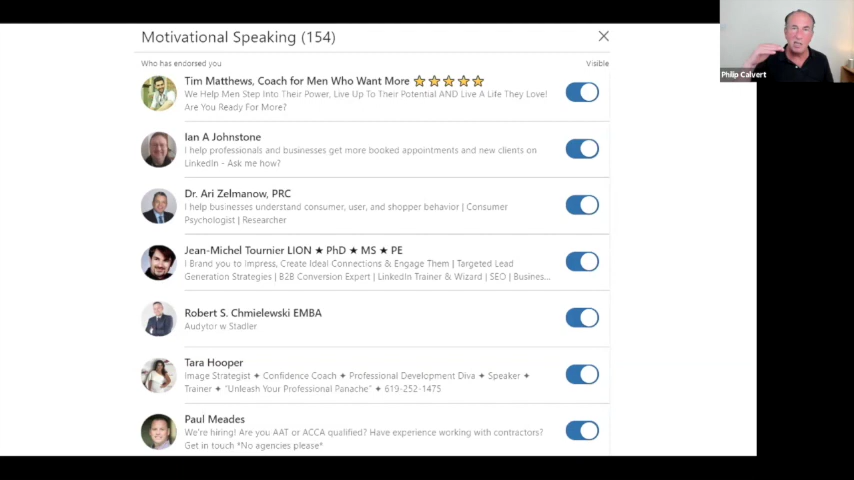 Motivational Speaking (154)
Who has endorsed you
Visible
Tim Matthews, Coach for Men Who Want More ⭐⭐⭐⭐⭐
We Help Men Step Into Their Power, Live Up To Their Potential AND Live A Life They Love!
Are You Ready For More?
Ian A Johnstone
I help professionals and businesses get more booked appointments and new clients on
LinkedIn - Ask me how?
Dr. Ari Zelmanow, PRC
I help businesses understand consumer, user, and shopper behavior | Consumer
Psychologist | Researcher
Jean-Michel Tournier LION ★ PhD ★ MS ★ PE
I Brand you to Impress, Create Ideal Connections & Engage Them | Targeted Lead
Generation Strategies | B2B Conversion Expert | LinkedIn Trainer & Wizard | SEO | Busines...
Robert S. Chmielewski EMBA
Audytor w Stadler
Tara Hooper
Image Strategist ✦ Confidence Coach ✦ Professional Development Diva ✦ Speaker ✦
Trainer ✦ "Unleash Your Professional Panache" ✦ 619-252-1475
Paul Meades
We're hiring! Are you AAT or ACCA qualified? Have experience working with contractors?
Get in touch *No agencies please*
Philip Calvert